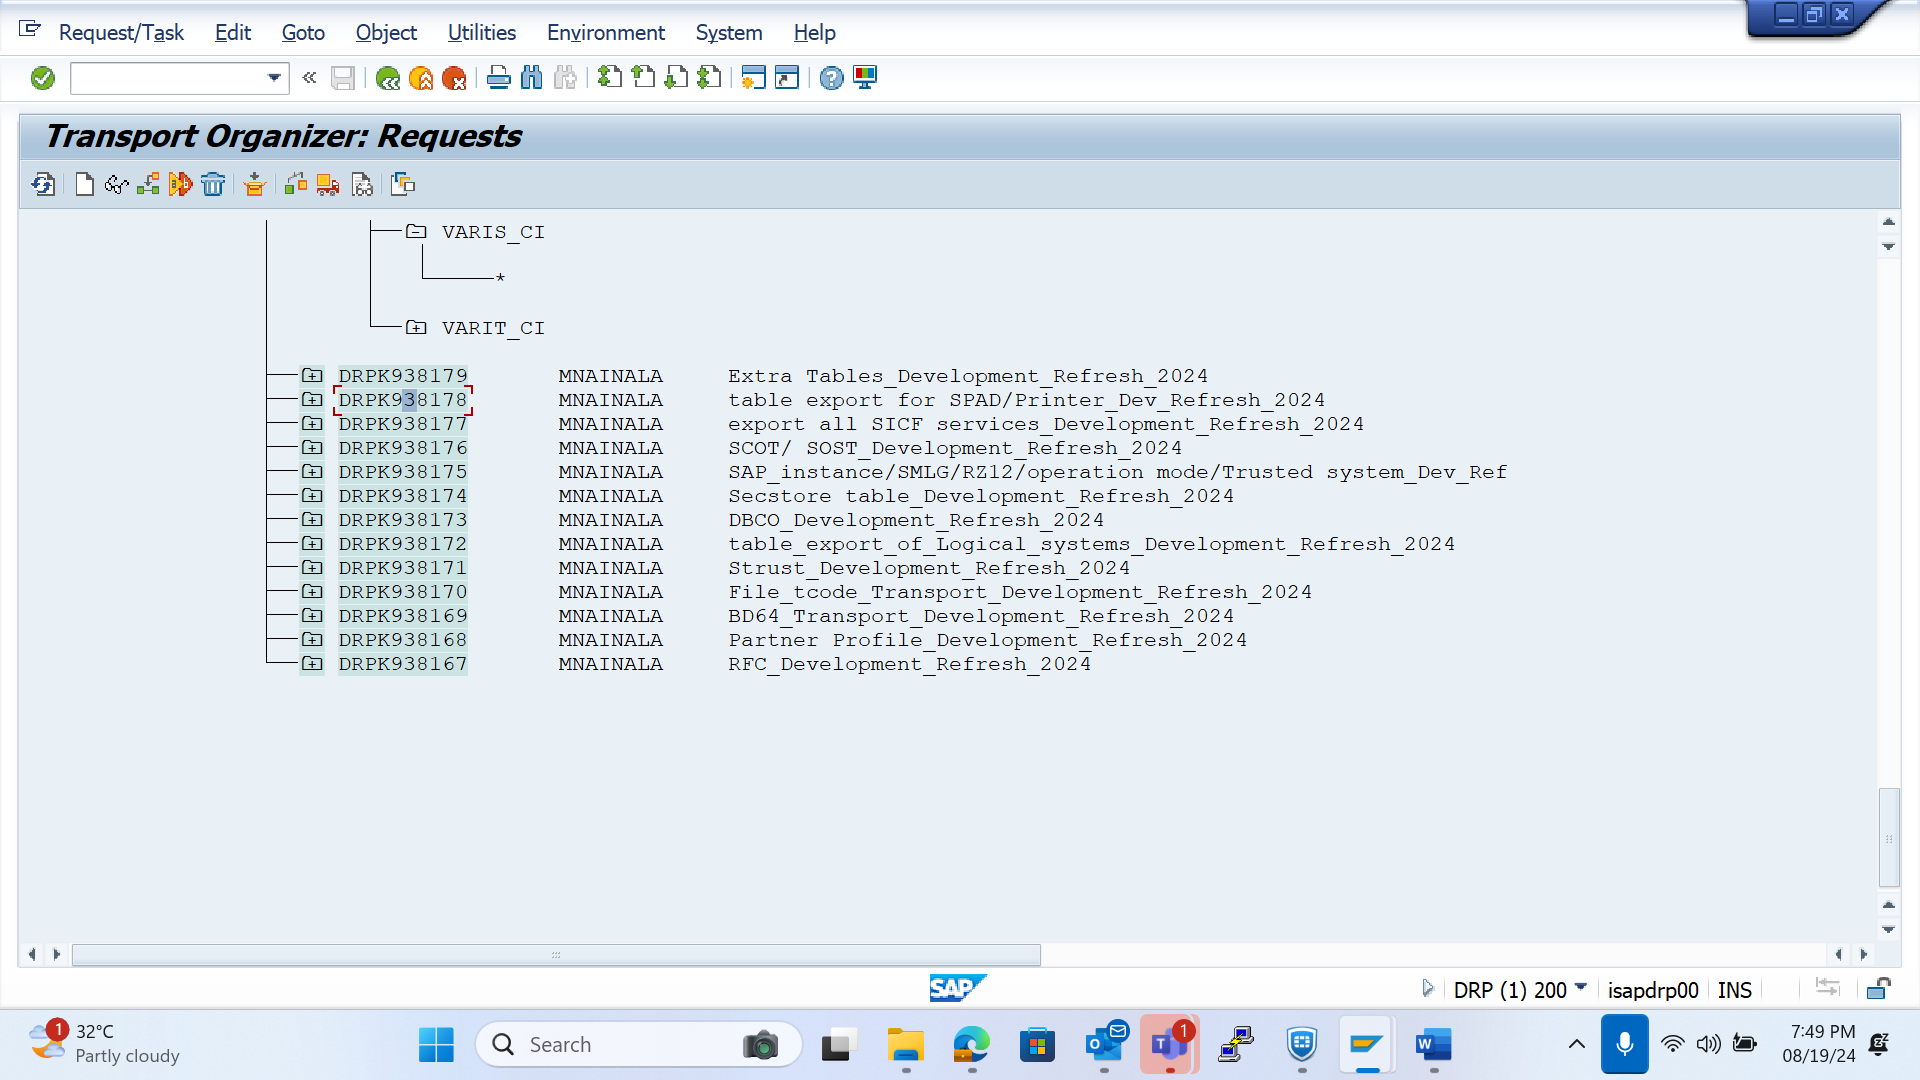 Request/Task Edit Goto Object Utilities Environment System Help
Transport Organizer: Requests
VARIS_CI
*
VARIT_CI
DRPK938179 MNAINALA Extra Tables_Development_Refresh_2024
DRPK938178 MNAINALA table export for SPAD/Printer_Dev_Refresh_2024
DRPK938177 MNAINALA export all SICF services_Development_Refresh_2024
DRPK938176 MNAINALA SCOT/ SOST_Development_Refresh_2024
DRPK938175 MNAINALA SAP_instance/SMLG/RZ12/operation mode/Trusted system_Dev_Ref
DRPK938174 MNAINALA Secstore table_Development_Refresh_2024
DRPK938173 MNAINALA DBCO_Development_Refresh_2024
DRPK938172 MNAINALA table_export_of_Logical_systems_Development_Refresh_2024
DRPK938171 MNAINALA Strust_Development_Refresh_2024
DRPK938170 MNAINALA File_tcode_Transport_Development_Refresh_2024
DRPK938169 MNAINALA BD64_Transport_Development_Refresh_2024
DRPK938168 MNAINALA Partner Profile_Development_Refresh_2024
DRPK938167 MNAINALA RFC_Development_Refresh_2024
SAP DRP (1) 200 isapdrp00 INS
1 32°C
Partly cloudy
Search
1
7:49 PM
08/19/24